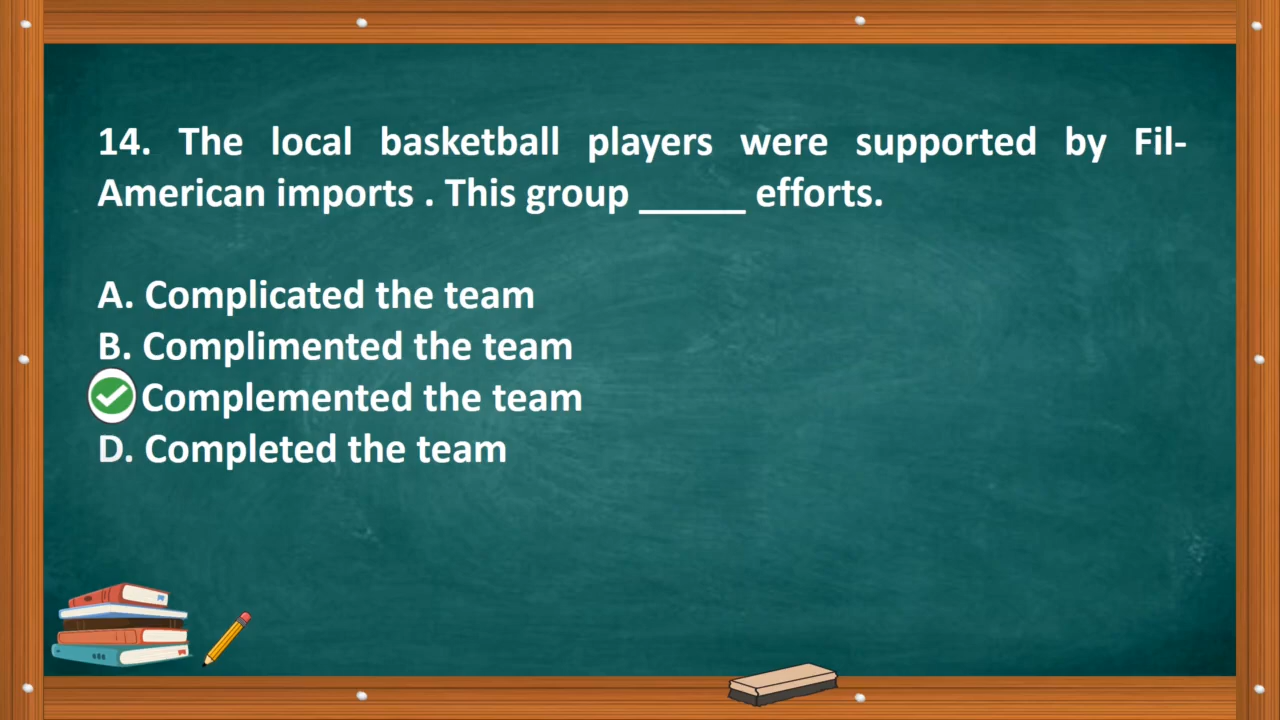 14. The local basketball players were supported by Fil-
American imports . This group ______ efforts.
A. Complicated the team
B. Complimented the team
Complemented the team
D. Completed the team